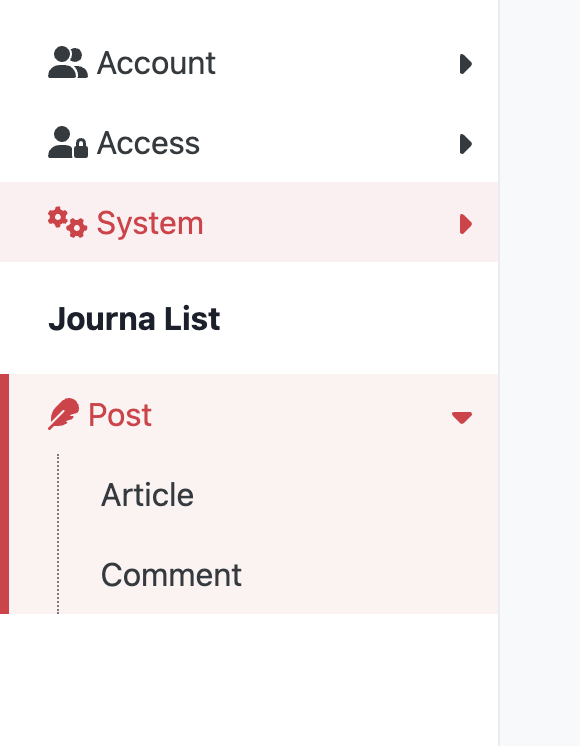 Account
Access
System
Journa List
Post
Article
Comment